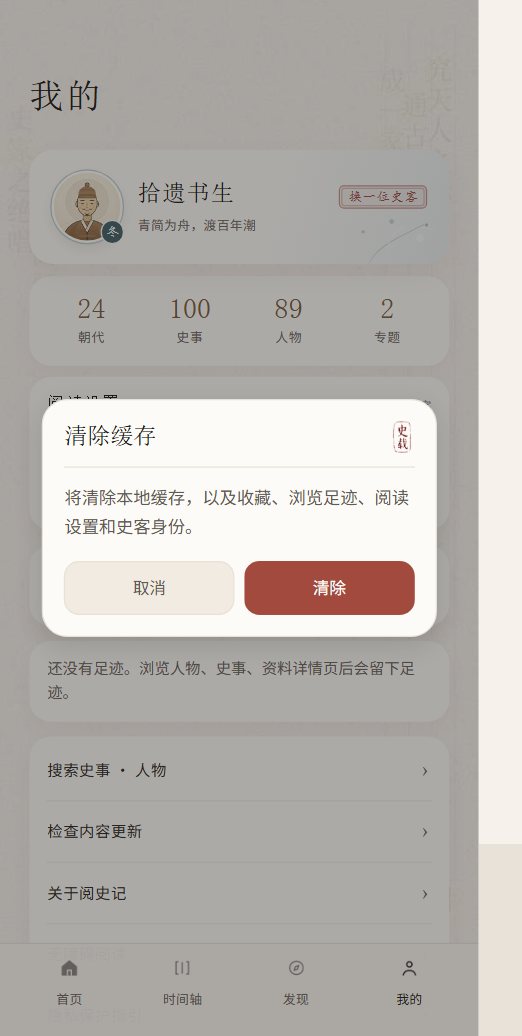 我的
拾遗书生
青简为舟，渡百年潮
冬
换一位史客
24
100
89
2
朝代
史事
人物
专题
清除缓存
史载
将清除本地缓存，以及收藏、浏览足迹、阅读
设置和史客身份。
取消
清除
还没有足迹。浏览人物、史事、资料详情页后会留下足
迹。
搜索史事 · 人物
检查内容更新
关于阅史记
首页
时间轴
发现
我的